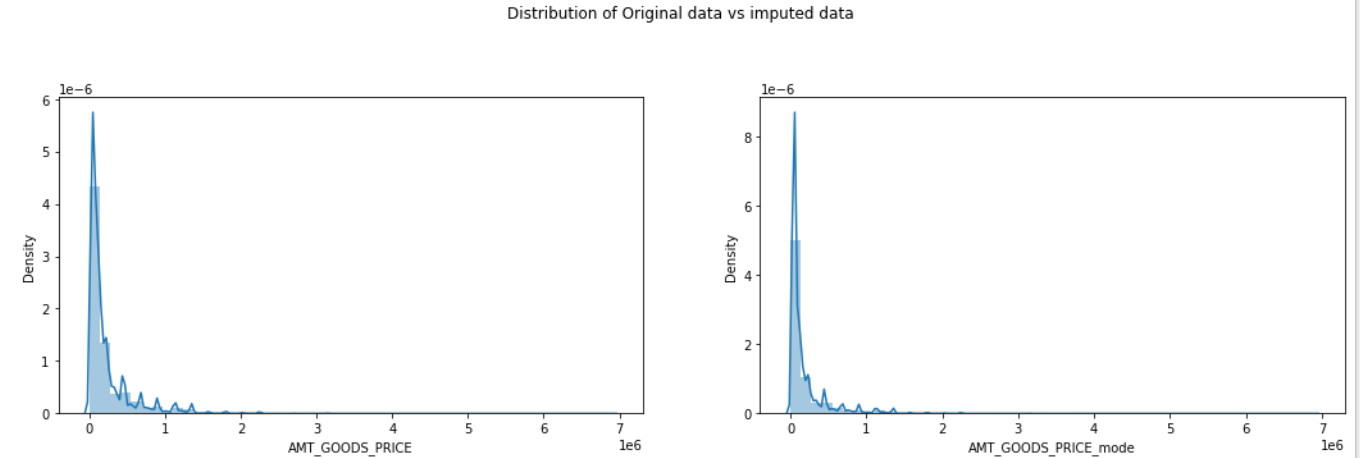 Distribution of Original data vs imputed data
1e−6
6
5
4
3
2
1
0
Density
0 1 2 3 4 5 6 7
1e6
AMT_GOODS_PRICE
1e−6
8
6
4
2
0
Density
0 1 2 3 4 5 6 7
1e6
AMT_GOODS_PRICE_mode